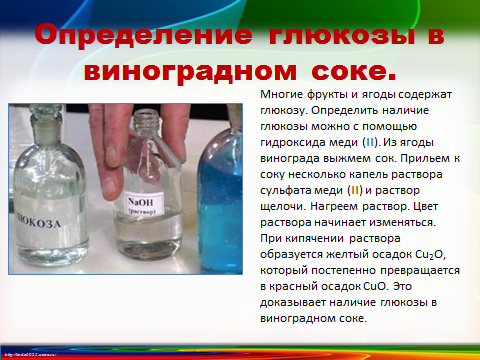 Определение глюкозы в
виноградном соке.
Многие фрукты и ягоды содержат
глюкозу. Определить наличие
глюкозы можно с помощью
гидроксида меди (II). Из ягоды
винограда выжмем сок. Прильем к
соку несколько капель раствора
сульфата меди (II) и раствор
щелочи. Нагреем раствор. Цвет
раствора начинает изменяться.
При кипячении раствора
образуется желтый осадок Cu₂O,
который постепенно превращается
в красный осадок CuO. Это
доказывает наличие глюкозы в
виноградном соке.
ЮКОЗА
NaOH
(раствор)